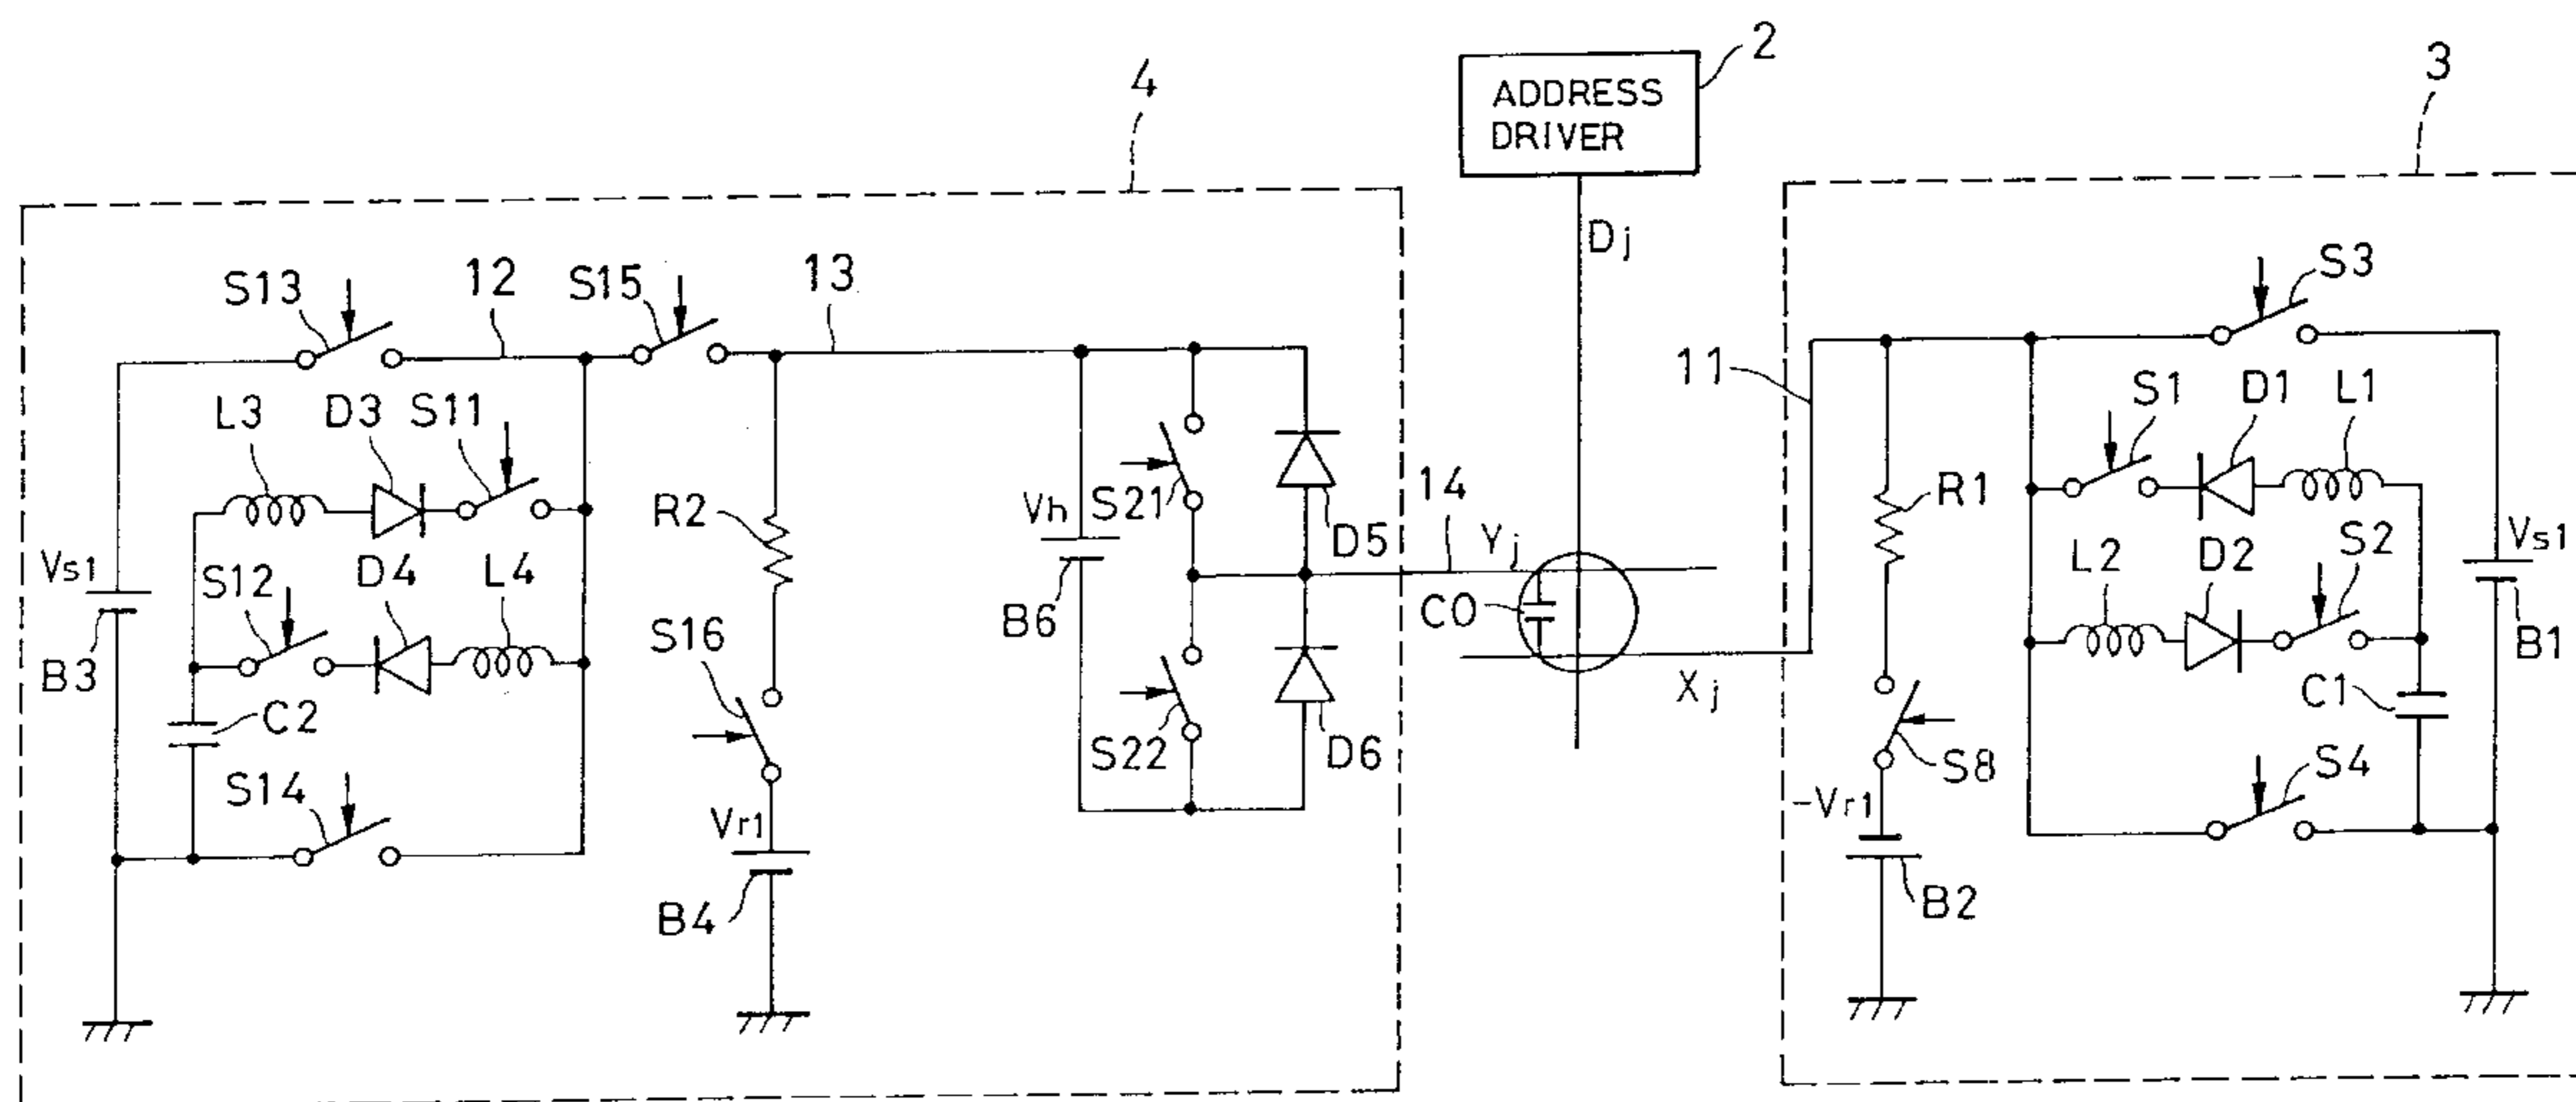 2
3
4
ADDRESS
DRIVER
Dj
S13
12
S15
13
S3
11
L3
D3
S11
S1
D1
L1
R2
Vh
S21
D5
14
Yj
R1
Vs1
S12
D4
L4
B6
C0
L2
D2
S2
Vs1
B3
S16
Xj
B1
C2
S22
D6
C1
S14
Vr1
-Vr1
S8
S4
B4
B2